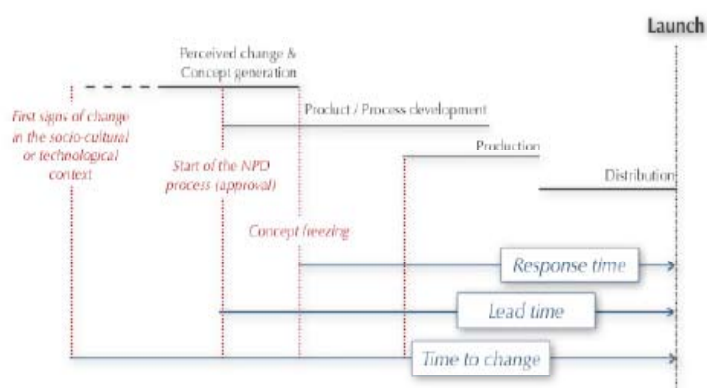 Launch
Perceived change &
Concept generation
First signs of change
in the socio-cultural
or technological
context
Product / Process development
Start of the NPD
process (approval)
Production
Distribution
Concept freezing
Response time
Lead time
Time to change